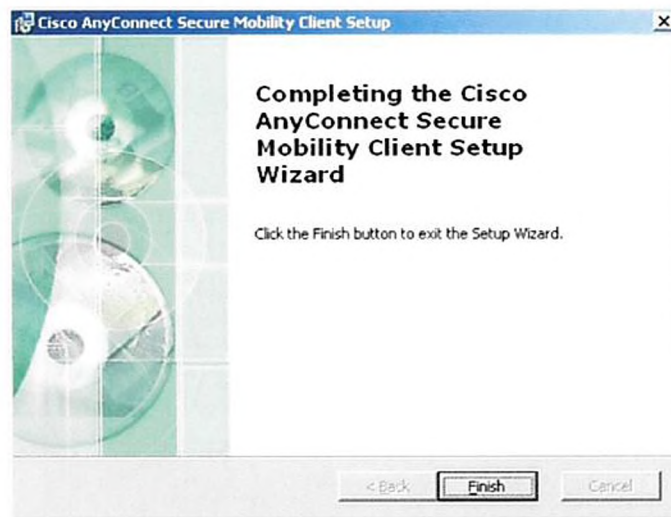 Cisco AnyConnect Secure Mobility Client Setup
Completing the Cisco
AnyConnect Secure
Mobility Client Setup
Wizard
Click the Finish button to exit the Setup Wizard.
< Back
Finish
Cancel